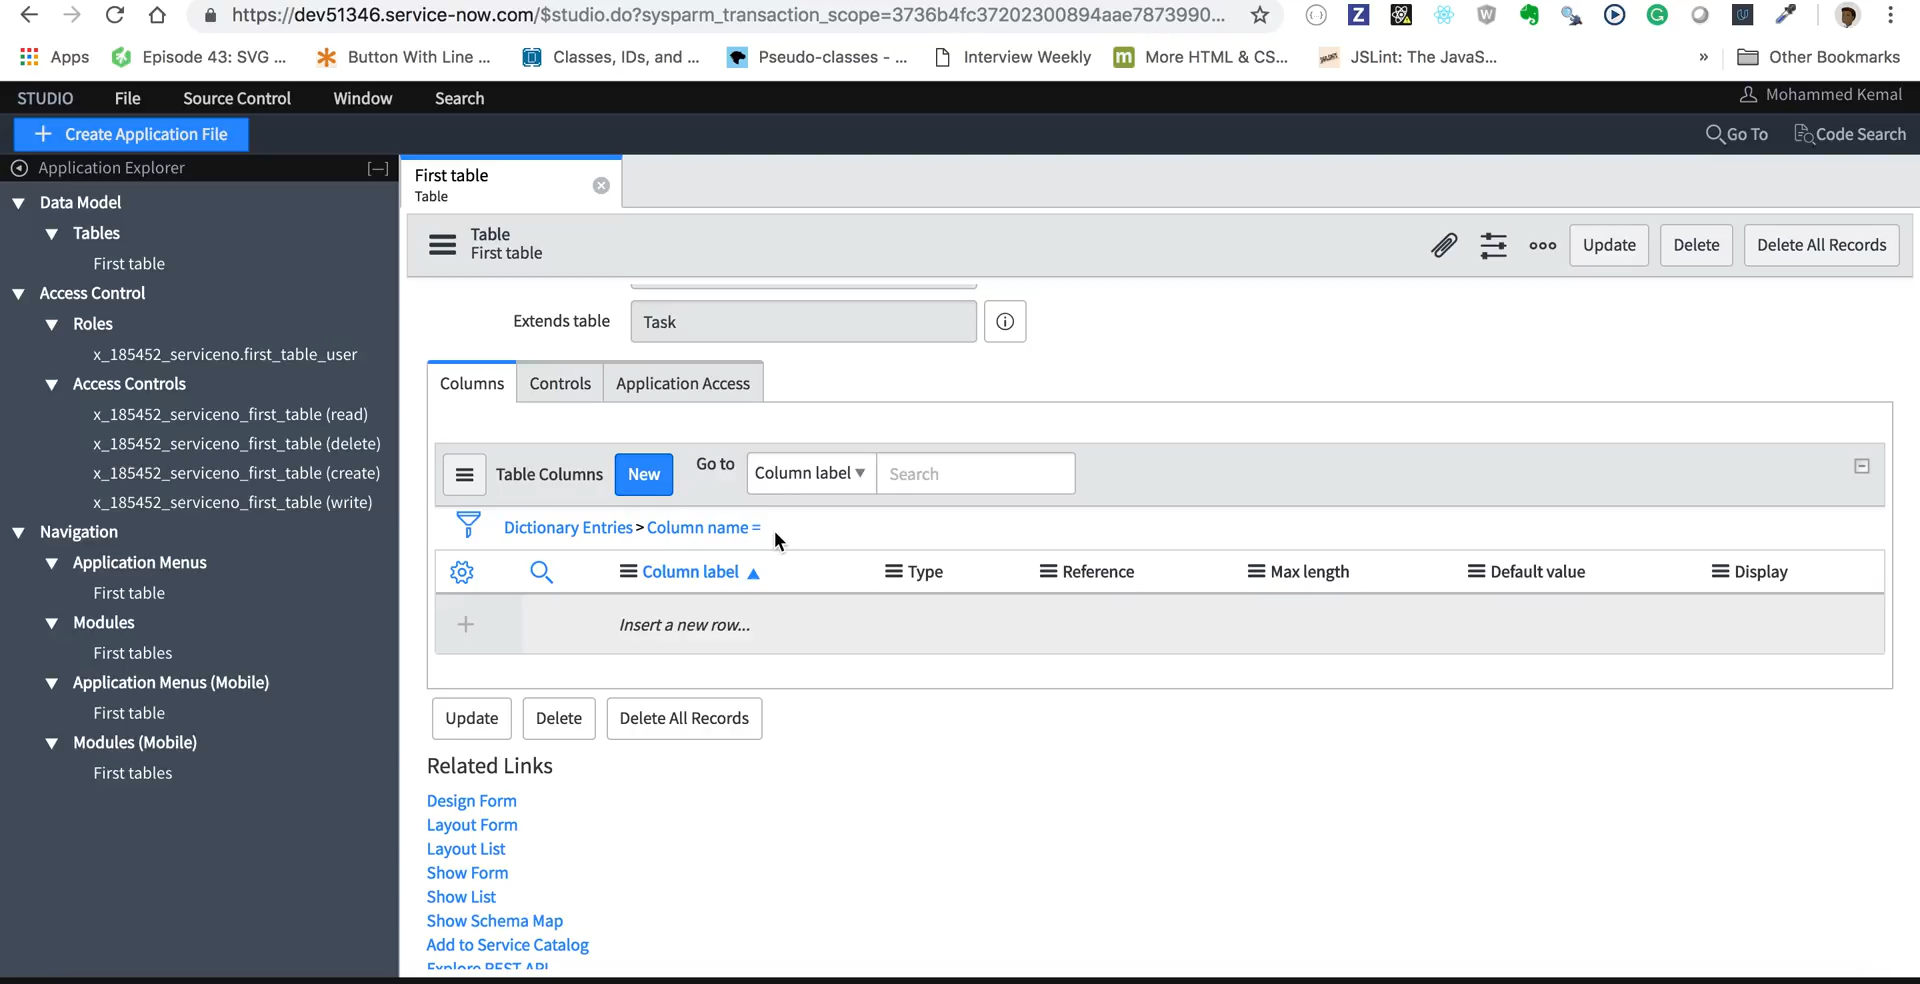 https://dev51346.service-now.com/$studio.do?sysparm_transaction_scope=3736b4fc37202300894aae7873990...
Apps
Episode 43: SVG ...
Button With Line ...
Classes, IDs, and ...
Pseudo-classes - ...
Interview Weekly
More HTML & CS...
JSLint: The JavaS...
»
Other Bookmarks
STUDIO
File
Source Control
Window
Search
Mohammed Kemal
+ Create Application File
Go To
Code Search
Application Explorer
[—]
Data Model
Tables
First table
Access Control
Roles
x_185452_serviceno.first_table_user
Access Controls
x_185452_serviceno_first_table (read)
x_185452_serviceno_first_table (delete)
x_185452_serviceno_first_table (create)
x_185452_serviceno_first_table (write)
Navigation
Application Menus
First table
Modules
First tables
Application Menus (Mobile)
First table
Modules (Mobile)
First tables
First table
Table
Table
First table
Update
Delete
Delete All Records
Extends table
Task
Columns
Controls
Application Access
Table Columns
New
Go to
Column label
Search
Dictionary Entries > Column name =
Column label
Type
Reference
Max length
Default value
Display
Insert a new row...
Update
Delete
Delete All Records
Related Links
Design Form
Layout Form
Layout List
Show Form
Show List
Show Schema Map
Add to Service Catalog
Explore REST API